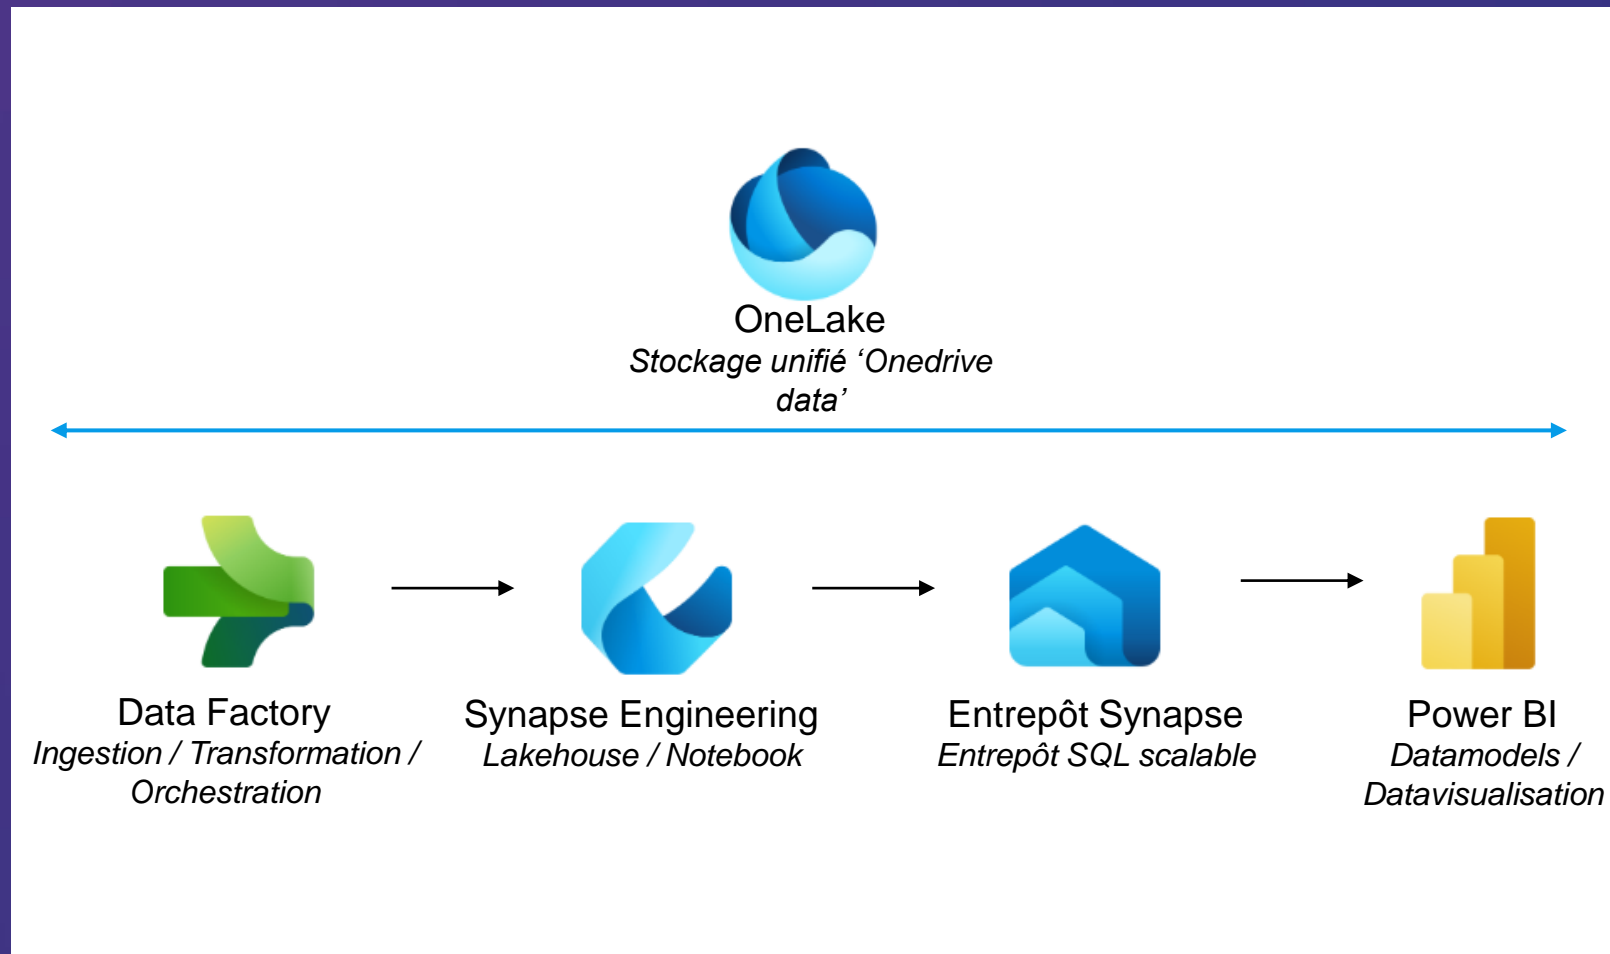 OneLake
Stockage unifié ‘Onedrive
data’
Data Factory
Ingestion / Transformation /
Orchestration
Synapse Engineering
Lakehouse / Notebook
Entrepôt Synapse
Entrepôt SQL scalable
Power BI
Datamodels /
Datavisualisation